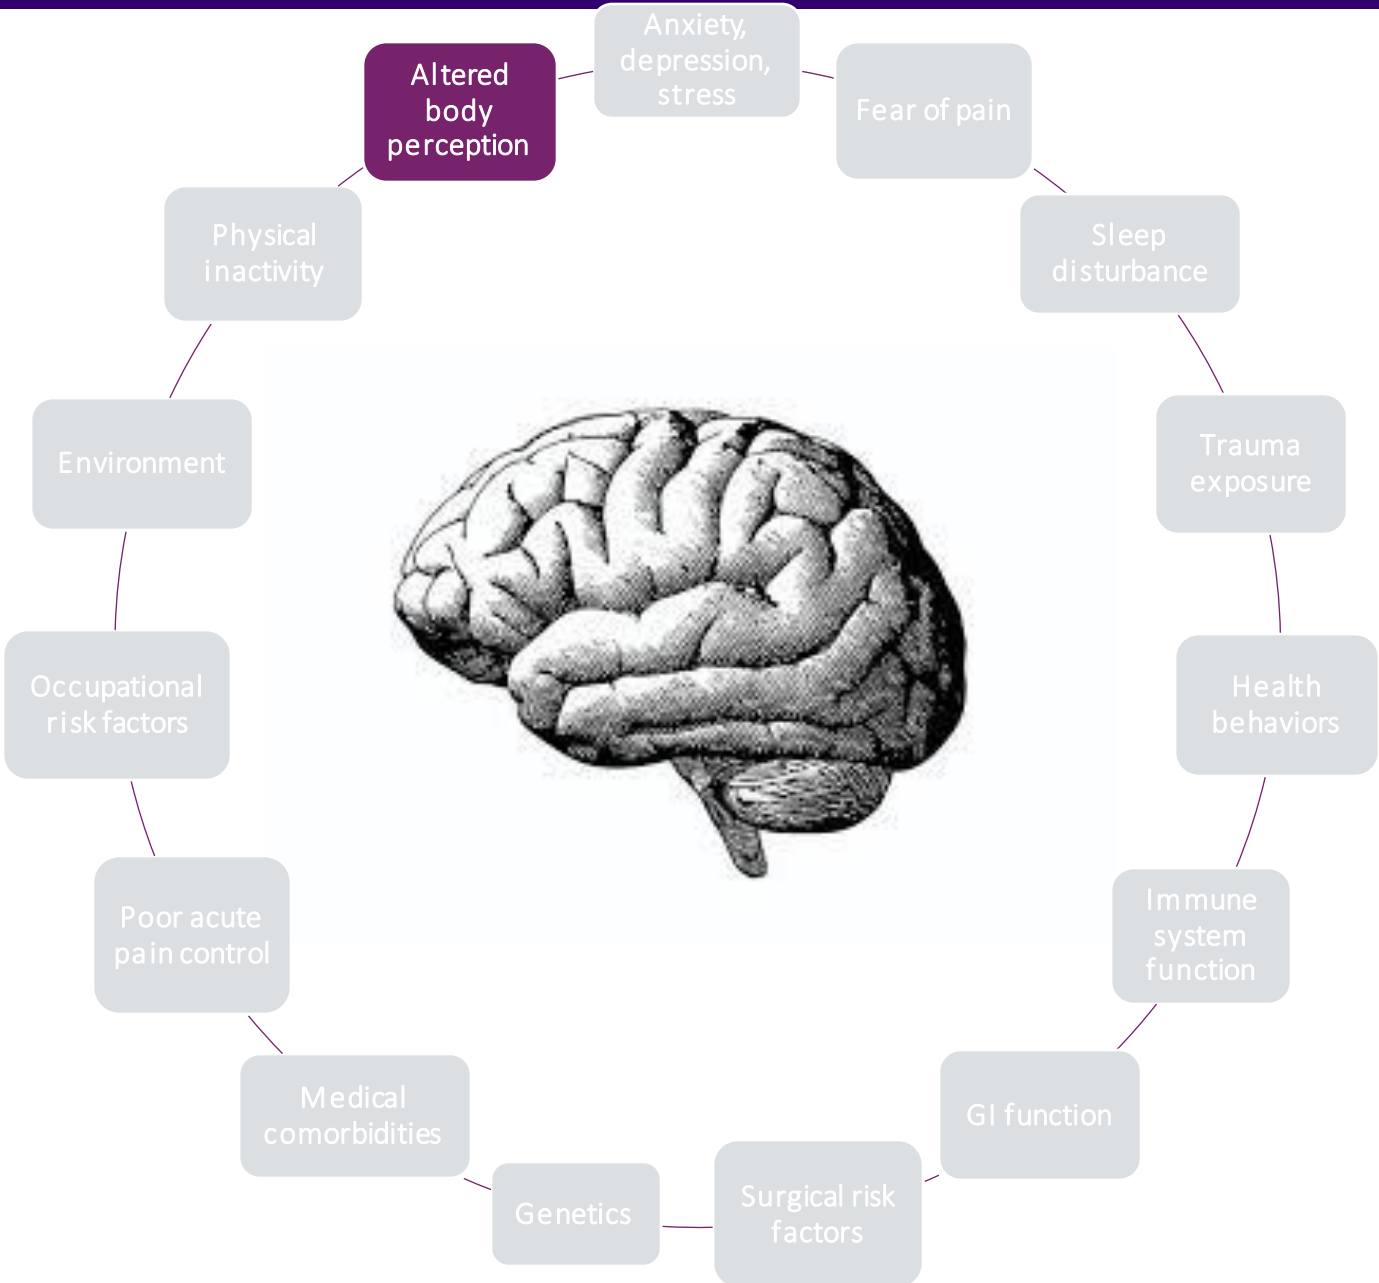 Anxiety,
depression,
stress
Fear of pain
Sleep
disturbance
Trauma
exposure
Health
behaviors
Immune
system
function
GI function
Surgical risk
factors
Genetics
Medical
comorbidities
Poor acute
pain control
Occupational
risk factors
Environment
Physical
inactivity
Altered
body
perception